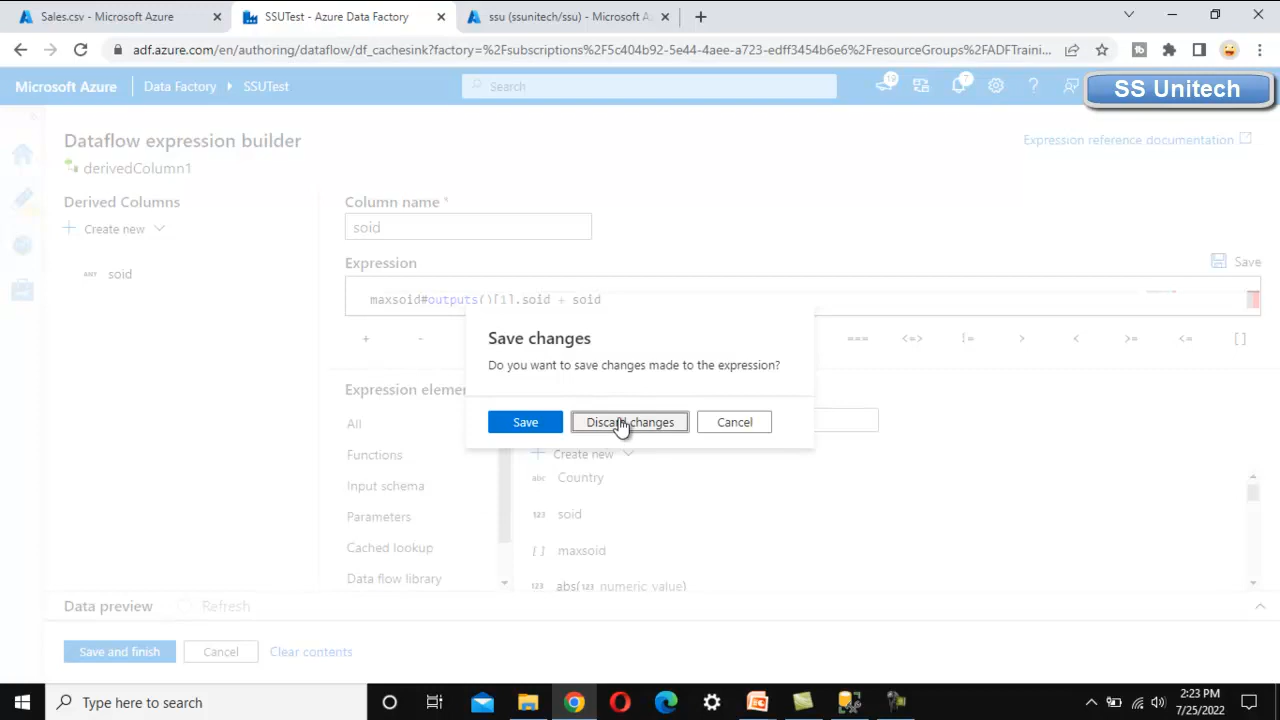 Sales.csv - Microsoft Azure
SSUTest - Azure Data Factory
ssu (ssunitech/ssu) - Microsoft A
adf.azure.com/en/authoring/dataflow/df_cachesink?factory=%2Fsubscriptions%2F5c404b92-5e44-4aee-a723-edff3454b6e6%2FresourceGroups%2FADFTraini...
Microsoft Azure
Data Factory
SSUTest
Search
19
7
?
SS Unitech
Dataflow expression builder
Expression reference documentation
derivedColumn1
Derived Columns
Column name *
+ Create new
soid
ANY soid
Expression
Save
maxsoid#outputs()[1].soid + soid
+ - === <=> != > < >= <= [ ]
Save changes
Do you want to save changes made to the expression?
Save
Discard changes
Cancel
Expression elemen
All
Functions
Input schema
Parameters
Cached lookup
Data flow library
+ Create new
abc Country
123 soid
[ ] maxsoid
123 abs(123 numeric value)
Data preview
Refresh
Save and finish
Cancel
Clear contents
Type here to search
2:23 PM
7/25/2022